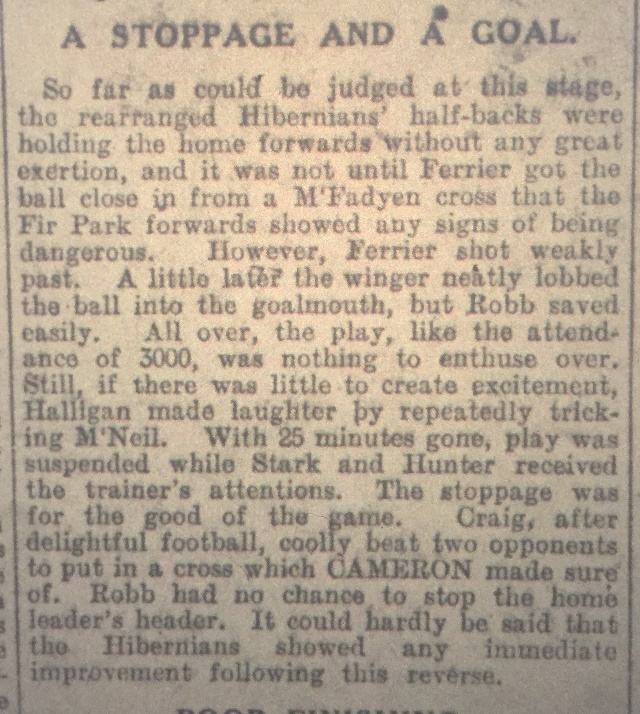 A STOPPAGE AND A GOAL.
So far as could be judged at this stage,
the rearranged Hibernians' half-backs were
holding the home forwards without any great
exertion, and it was not until Ferrier got the
ball close in from a M'Fadyen cross that the
Fir Park forwards showed any signs of being
dangerous. However, Ferrier shot weakly
past. A little later the winger neatly lobbed
the ball into the goalmouth, but Robb saved
easily. All over, the play, like the attend-
ance of 3000, was nothing to enthuse over.
Still, if there was little to create excitement,
Halligan made laughter by repeatedly trick-
ing M'Neil. With 25 minutes gone, play was
suspended while Stark and Hunter received
the trainer's attentions. The stoppage was
for the good of the game. Craig, after
delightful football, coolly beat two opponents
to put in a cross which CAMERON made sure
of. Robb had no chance to stop the home
leader's header. It could hardly be said that
the Hibernians showed any immediate
improvement following this reverse.